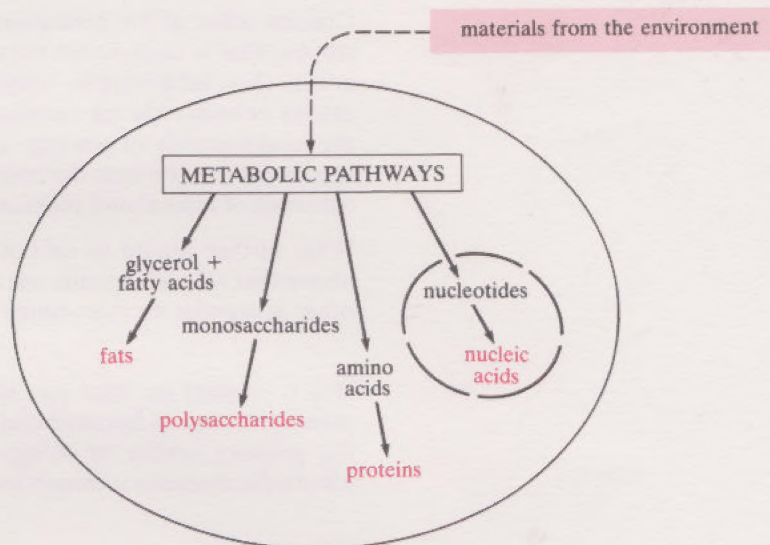 materials from the environment
METABOLIC PATHWAYS
glycerol +
fatty acids
fats
monosaccharides
polysaccharides
amino
acids
proteins
nucleotides
nucleic
acids